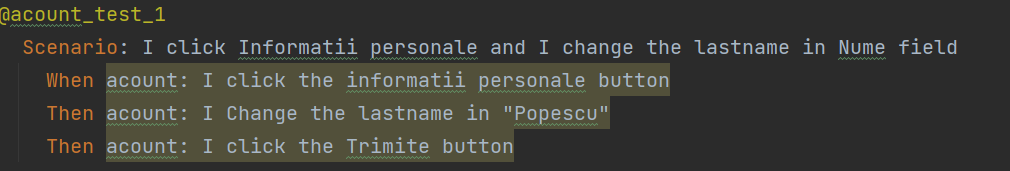 @acount_test_1
Scenario: I click Informatii personale and I change the lastname in Nume field
When acount: I click the informatii personale button
Then acount: I Change the lastname in "Popescu"
Then acount: I click the Trimite button